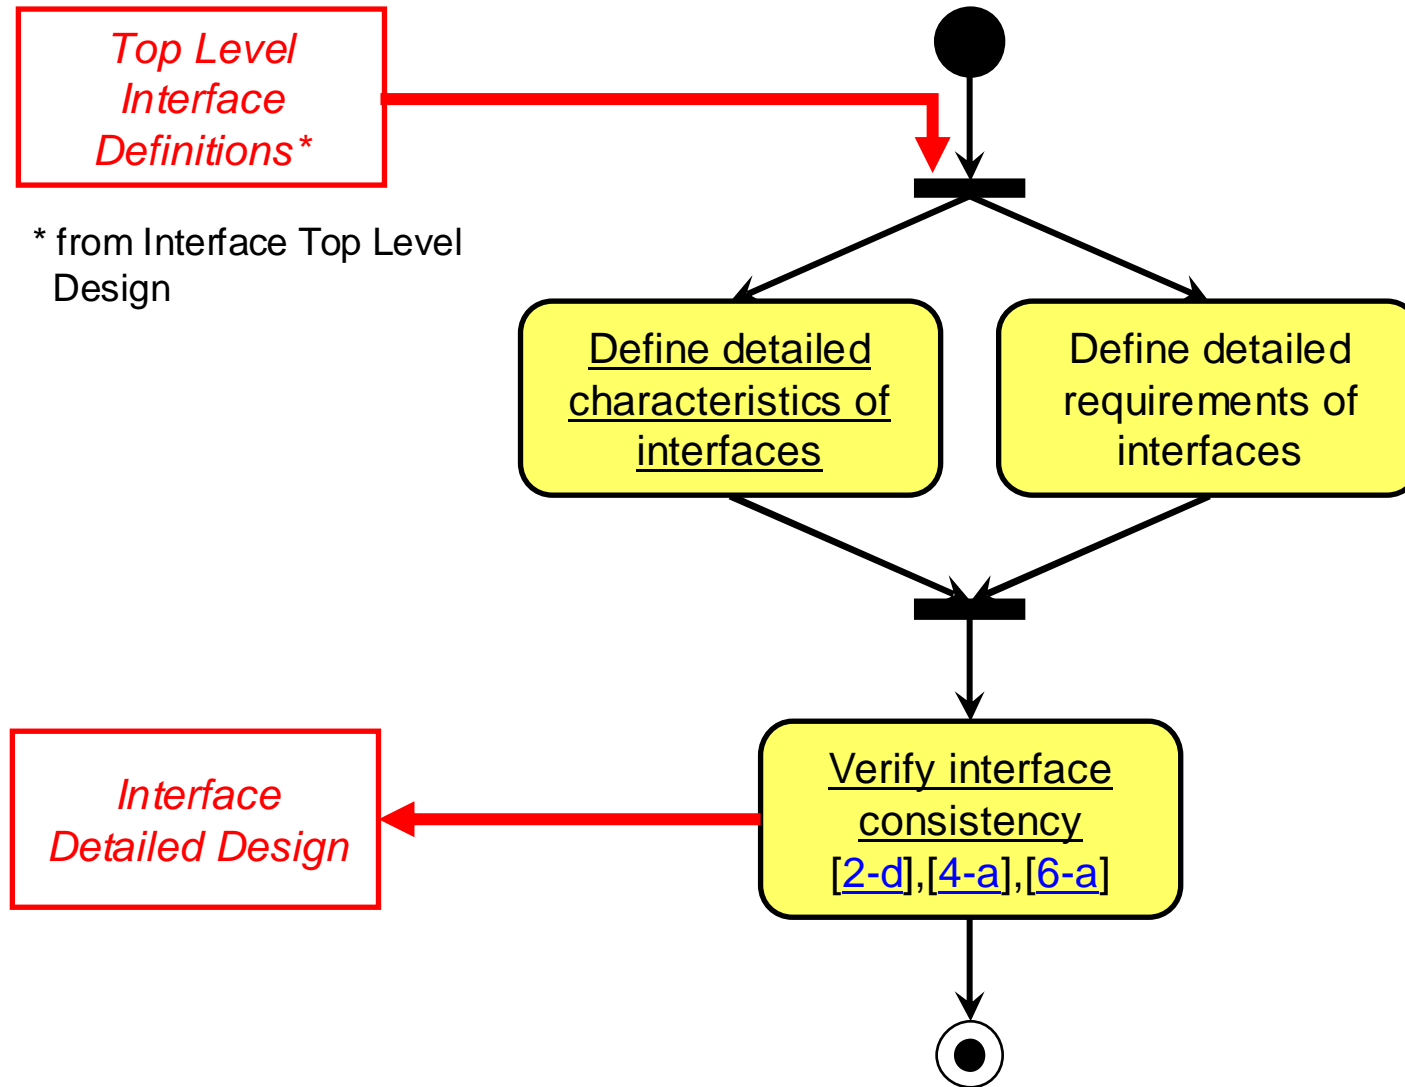 Top Level
Interface
Definitions*
* from Interface Top Level
Design
Define detailed
characteristics of
interfaces
Define detailed
requirements of
interfaces
Verify interface
consistency
[2-d],[4-a],[6-a]
Interface
Detailed Design